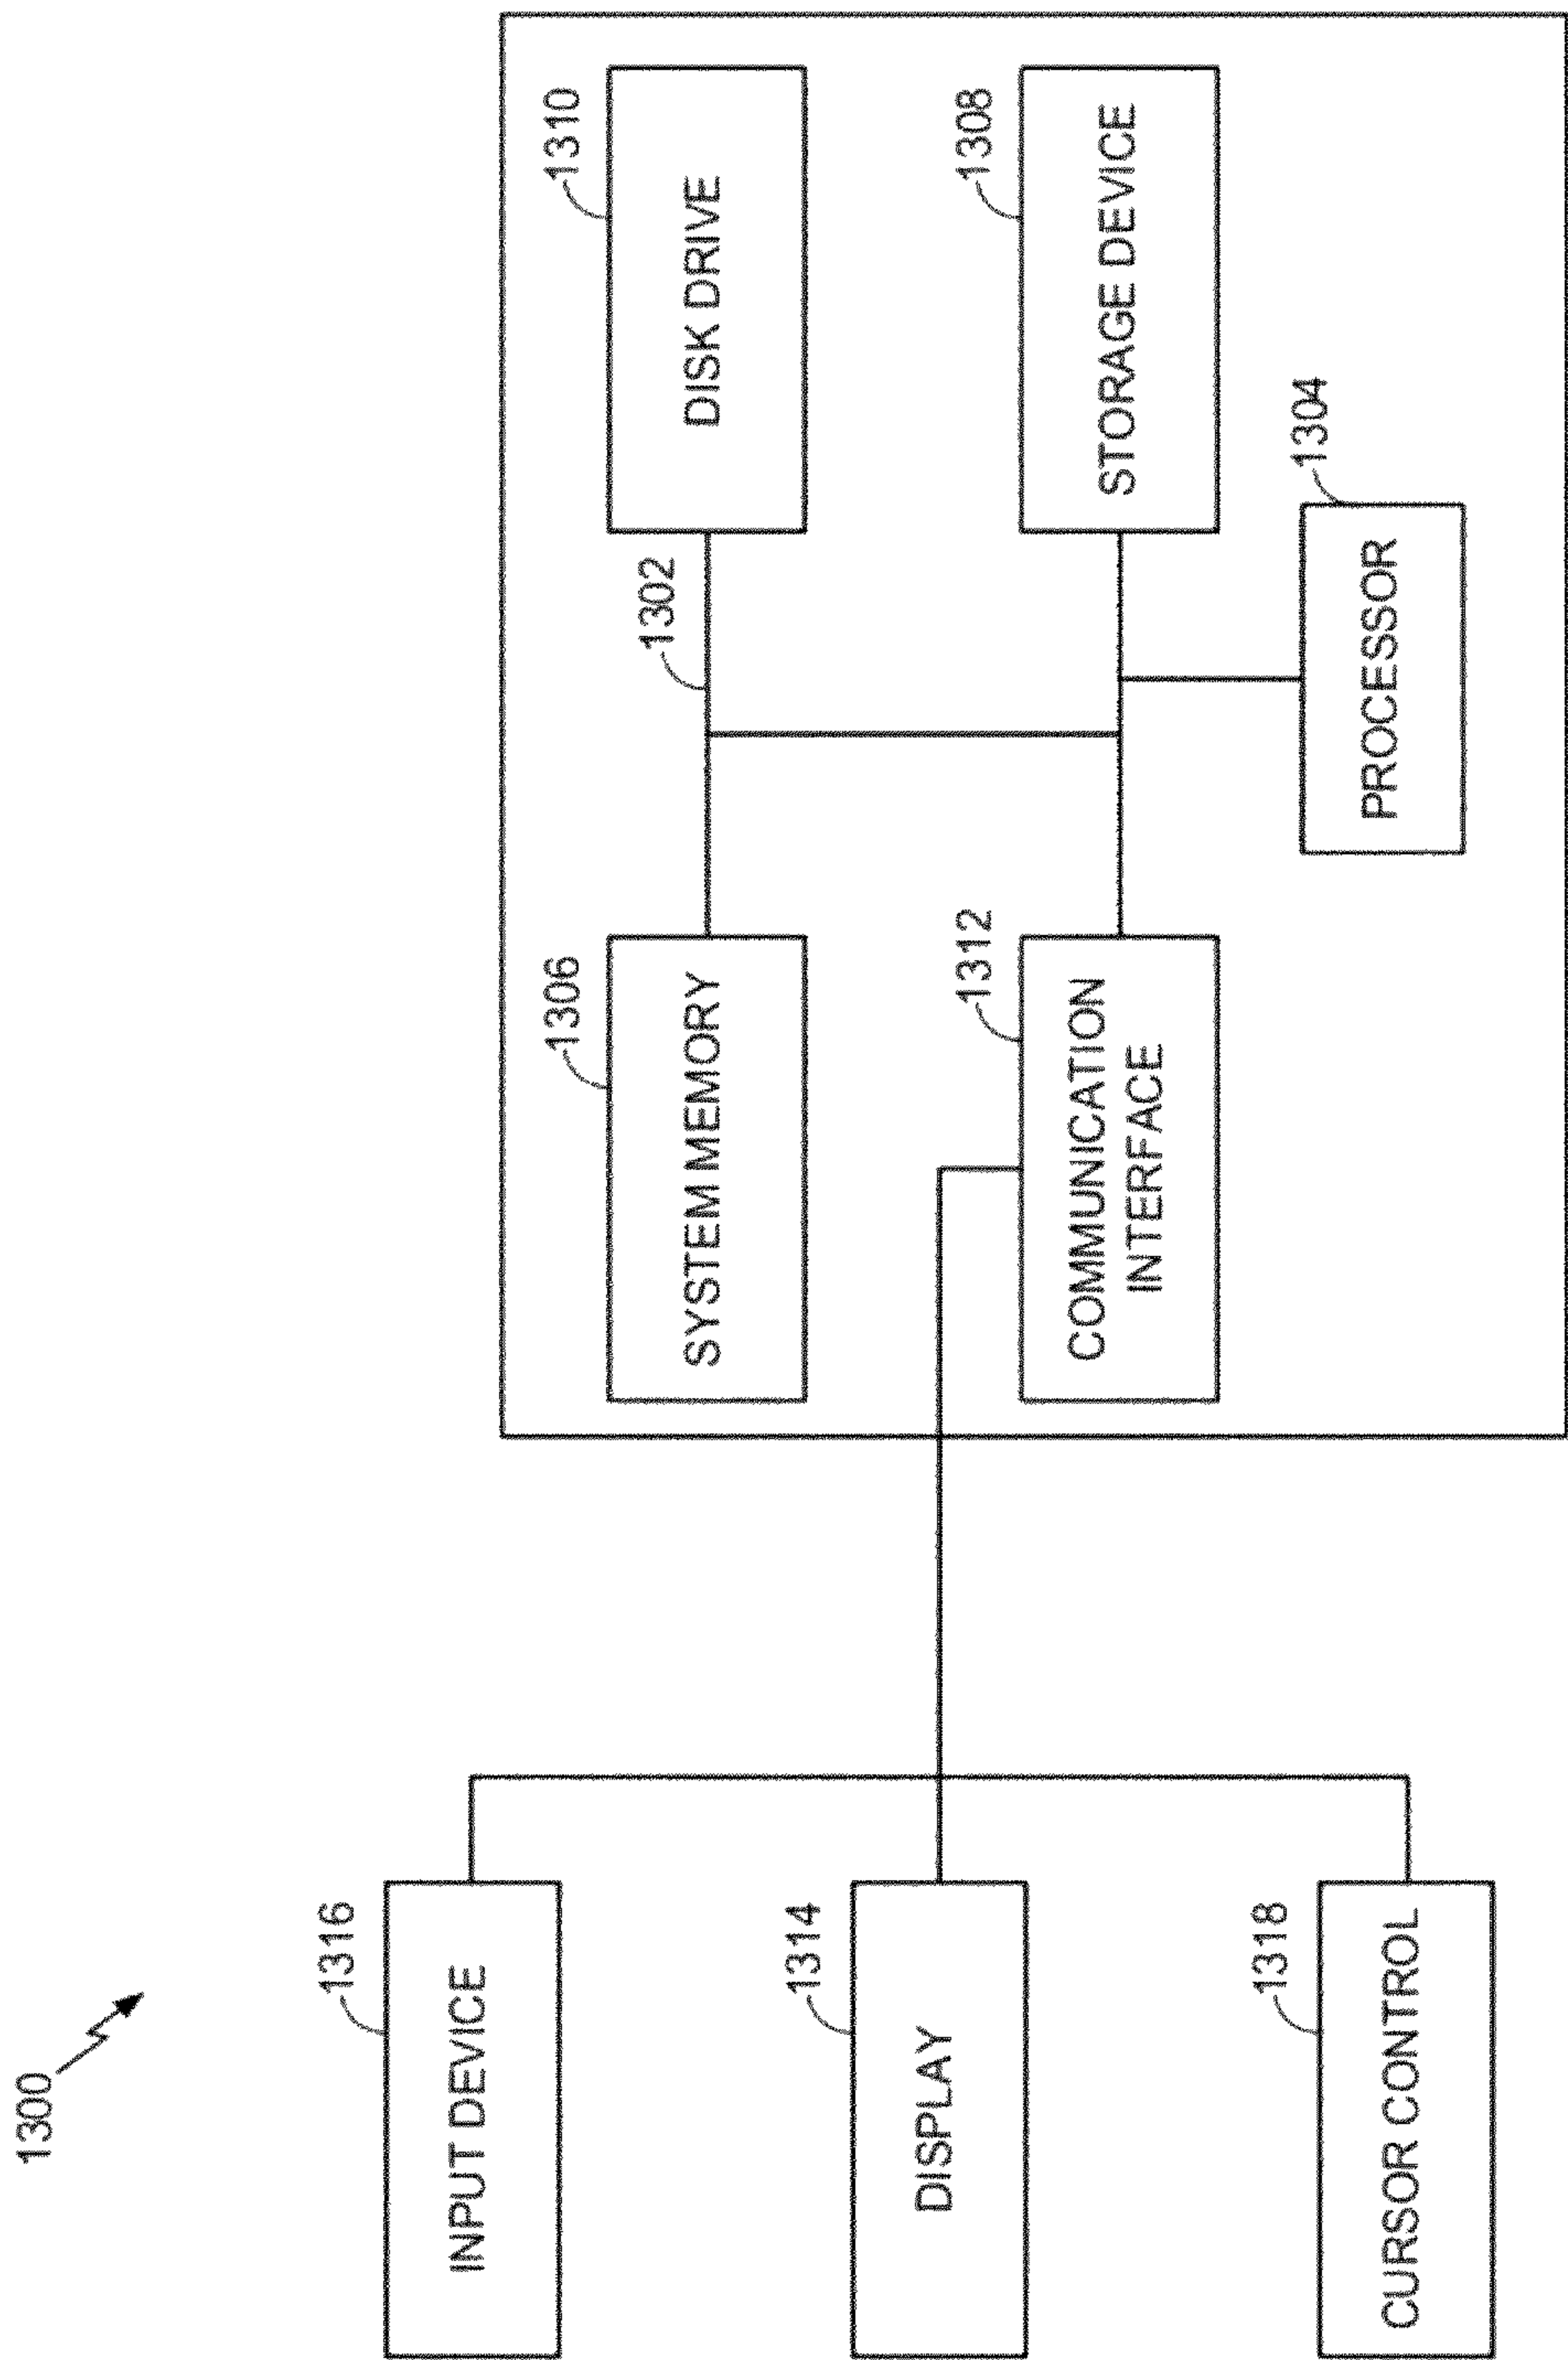 1300
1316
INPUT DEVICE
1306
SYSTEM MEMORY
1302
1310
DISK DRIVE
1314
DISPLAY
1312
COMMUNICATION
INTERFACE
1308
STORAGE DEVICE
1318
CURSOR CONTROL
1304
PROCESSOR